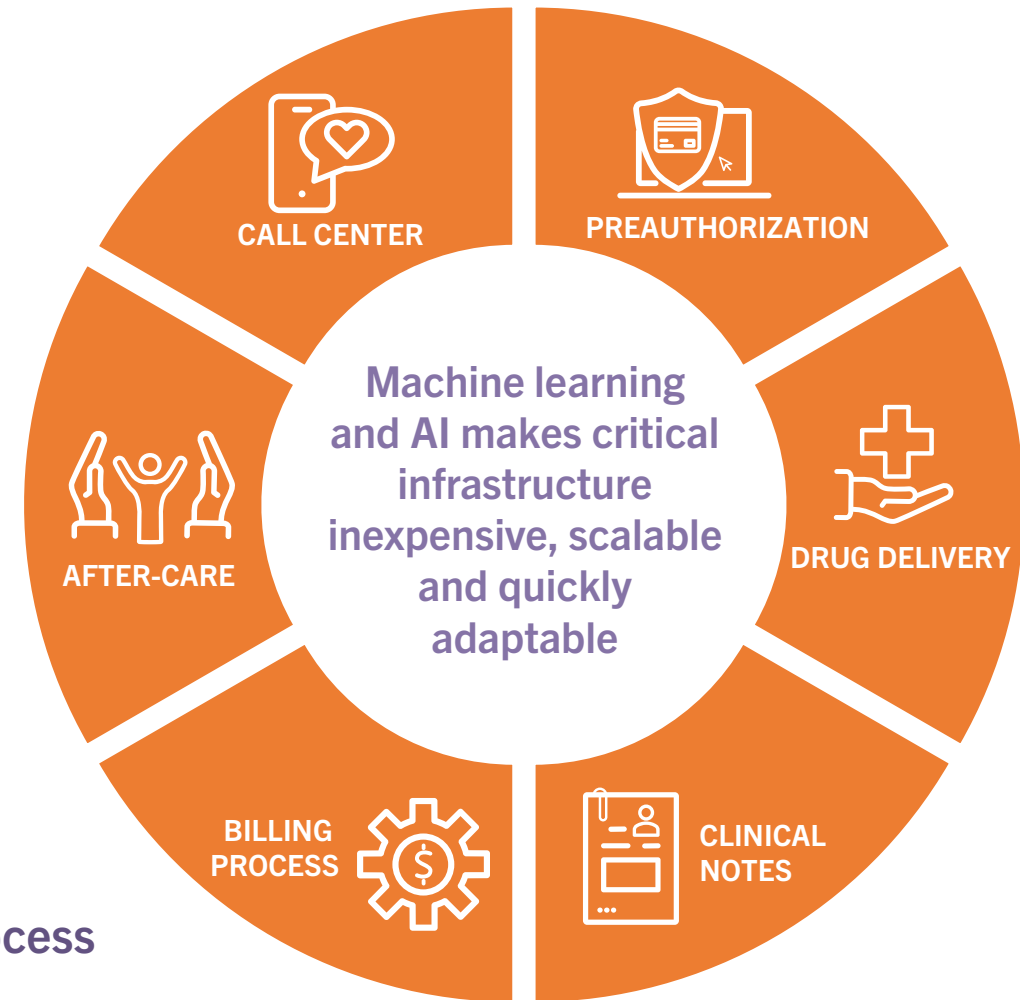 CALL CENTER
PREAUTHORIZATION
Machine learning
and AI makes critical
infrastructure
inexpensive, scalable
and quickly
adaptable
AFTER-CARE
DRUG DELIVERY
BILLING
PROCESS
$
CLINICAL
NOTES
cess